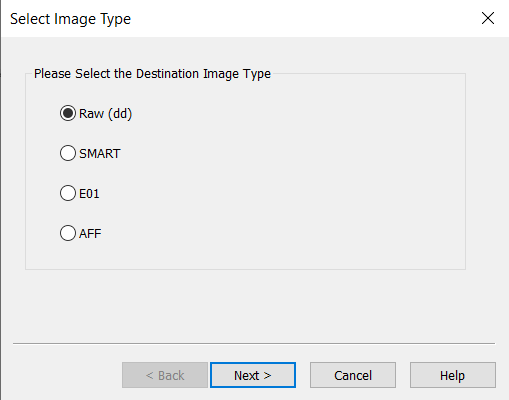 Select Image Type
Please Select the Destination Image Type
Raw (dd)
SMART
E01
AFF
< Back Next > Cancel Help